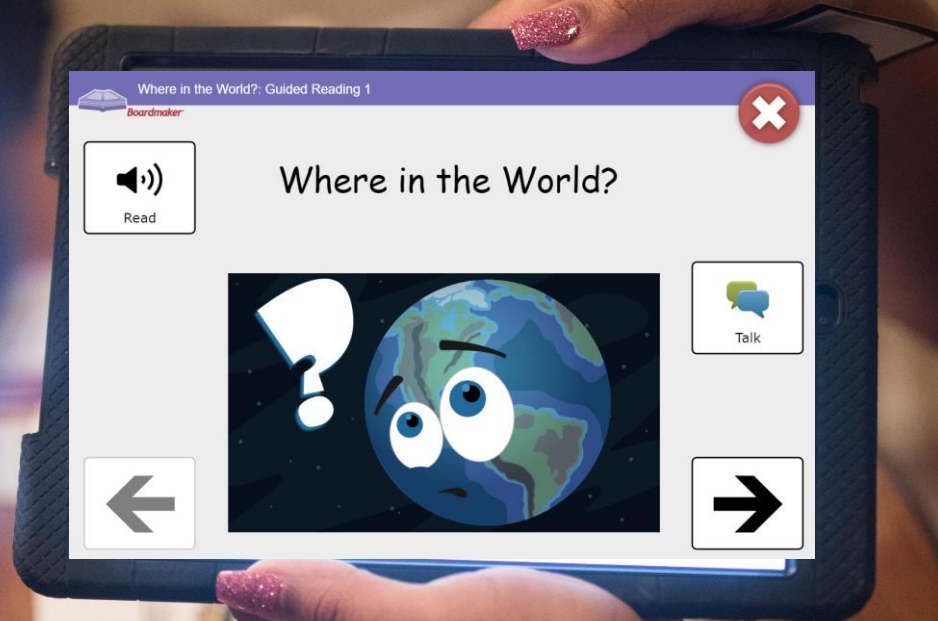 Where in the World?: Guided Reading 1
Boardmaker
Read
Where in the World?
Talk